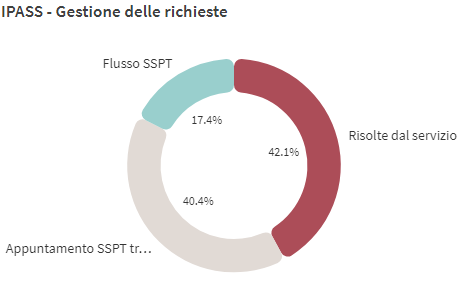 IPASS - Gestione delle richieste
Flusso SSPT
17.4%
Risolte dal servizio
42.1%
40.4%
Appuntamento SSPT tr...